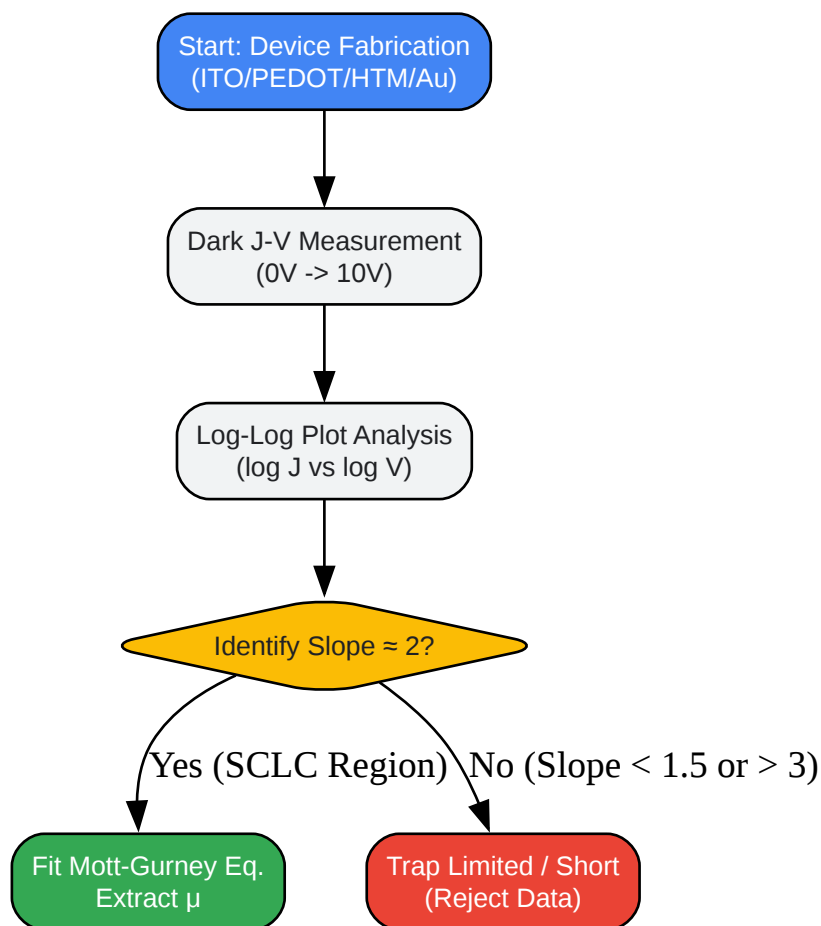 Start: Device Fabrication
(ITO/PEDOT/HTM/Au)
Dark J-V Measurement
(0V -> 10V)
Log-Log Plot Analysis
(log J vs log V)
Identify Slope ≈ 2?
Yes (SCLC Region)
No (Slope < 1.5 or > 3)
Fit Mott-Gurney Eq.
Extract μ
Trap Limited / Short
(Reject Data)